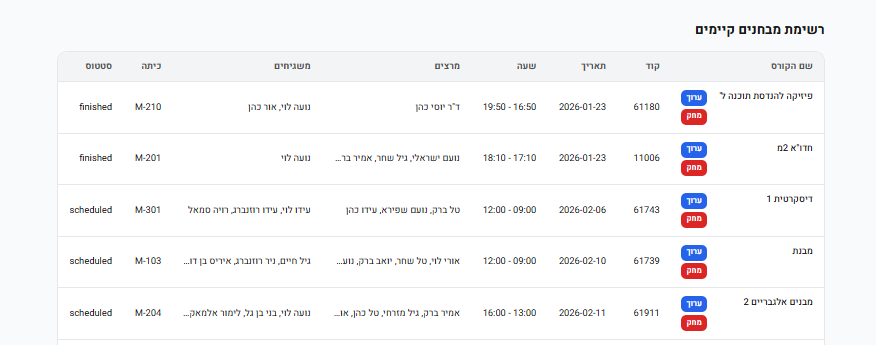 רשימת מבחנים קיימים
שם הקורס קוד תאריך שעה מרצים משגיחים כיתה סטטוס
פיזיקה להנדסת תוכנה ל' ערוך מחק 61180 2026-01-23 16:50 - 19:50 ד"ר יוסי כהן נועה לוי, אור כהן M-210 finished
חדו"א 2מ ערוך מחק 11006 2026-01-23 17:10 - 18:10 נועם ישראלי, גיל שחר, אמיר בר... נועה לוי M-201 finished
דיסקרטית 1 ערוך מחק 61743 2026-02-06 09:00 - 12:00 טל ברק, נועם שפירא, עידו כהן עידו לוי, עידו רוזנברג, רויה סמאל M-301 scheduled
מבנת ערוך מחק 61739 2026-02-10 09:00 - 12:00 אורי לוי, טל שחר, יואב ברק, נוע... גיל חיים, ניר רוזנברג, איריס בן דו... M-103 scheduled
מבנים אלגבריים 2 ערוך מחק 61911 2026-02-11 13:00 - 16:00 אמיר ברק, גיל מזרחי, טל כהן, או... נועה לוי, בני בן גל, לימור אלמאק... M-204 scheduled